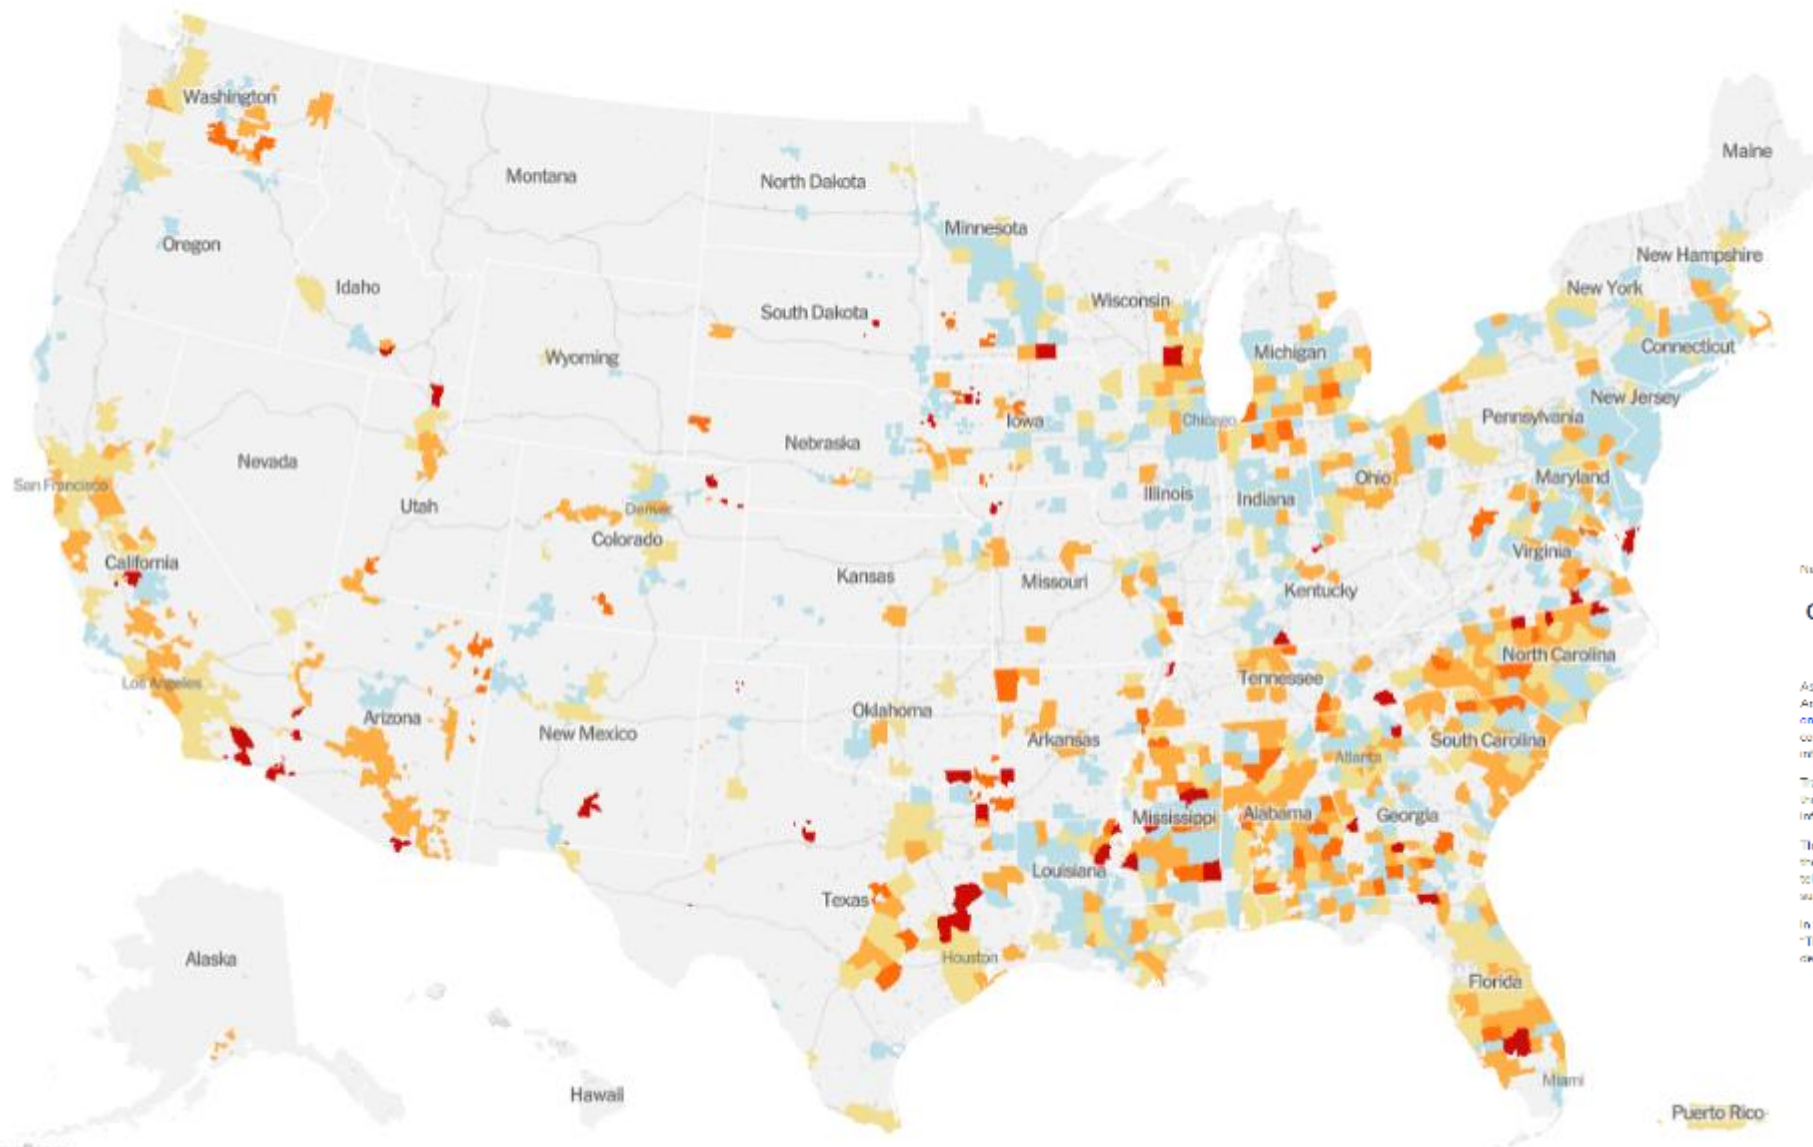 Washington
Montana
North Dakota
Minnesota
Maine
Oregon
Idaho
South Dakota
Wisconsin
New Hampshire
New York
Wyoming
Michigan
Connecticut
Nebraska
Iowa
Chicago
Pennsylvania
New Jersey
Nevada
San Francisco
Utah
Denver
Colorado
Illinois
Indiana
Ohio
Maryland
California
Kansas
Missouri
Kentucky
Virginia
Los Angeles
Arizona
New Mexico
Oklahoma
Arkansas
Tennessee
North Carolina
South Carolina
Atlanta
Mississippi
Alabama
Georgia
Texas
Louisiana
Houston
Florida
Miami
Alaska
Hawaii
Puerto Rico